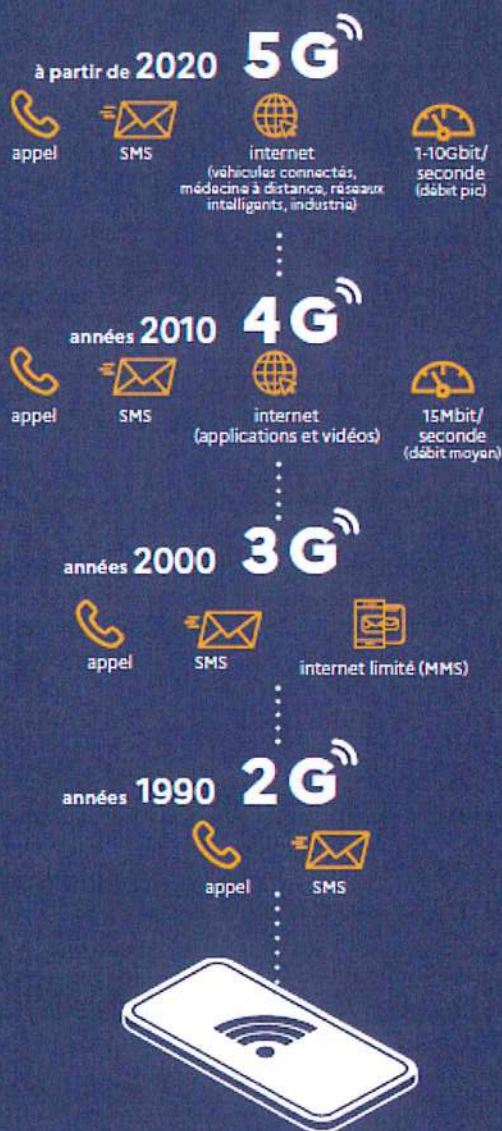 à partir de 2020 5G
appel
SMS
internet
(véhicules connectés,
médecine à distance, réseaux
intelligents, industrie)
1-10Gbit/
seconde
(débit pic)
années 2010 4G
appel
SMS
internet
(applications et vidéos)
15Mbit/
seconde
(débit moyen)
années 2000 3G
appel
SMS
internet limité (MMS)
années 1990 2G
appel
SMS